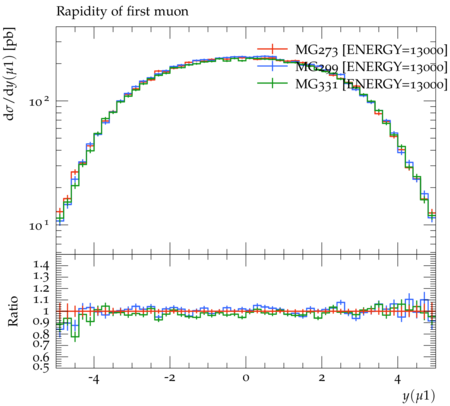 Rapidity of first muon
dσ/dy(μ1) [pb]
MG273 [ENERGY=13000]
MG299 [ENERGY=13000]
MG331 [ENERGY=13000]
10²
10¹
Ratio
1.4
1.3
1.2
1.1
1
0.9
0.8
0.7
0.6
0.5
-4 -2 0 2 4
y(μ1)